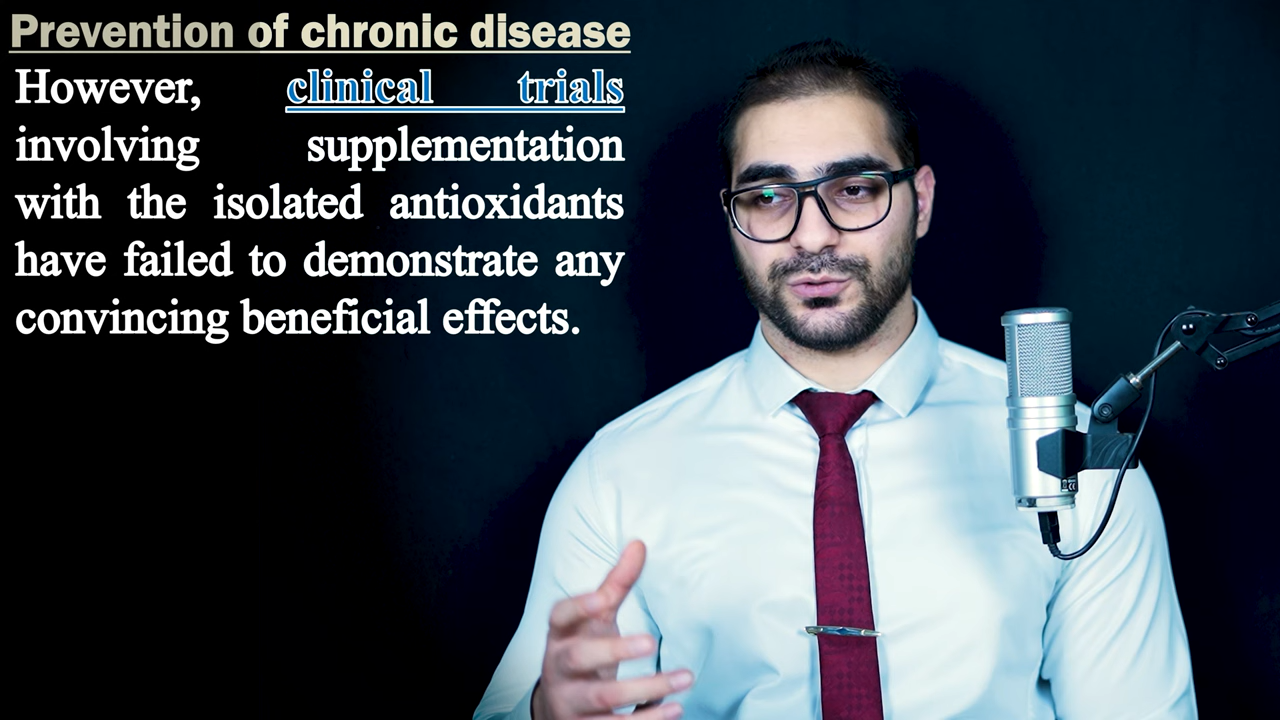 Prevention of chronic disease
However, clinical trials
involving supplementation
with the isolated antioxidants
have failed to demonstrate any
convincing beneficial effects.